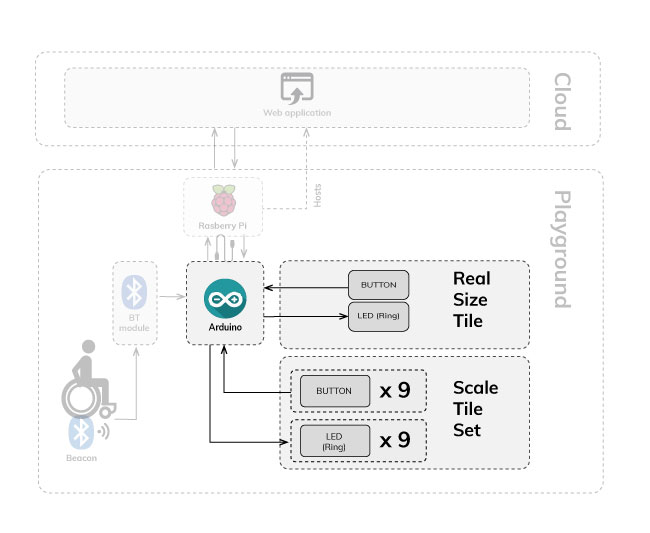 Cloud
Web application
Playground
Hosts
Rasberry Pi
BT
module
Arduino
BUTTON
LED (Ring)
Real
Size
Tile
BUTTON
x 9
LED
(Ring)
x 9
Scale
Tile
Set
Beacon